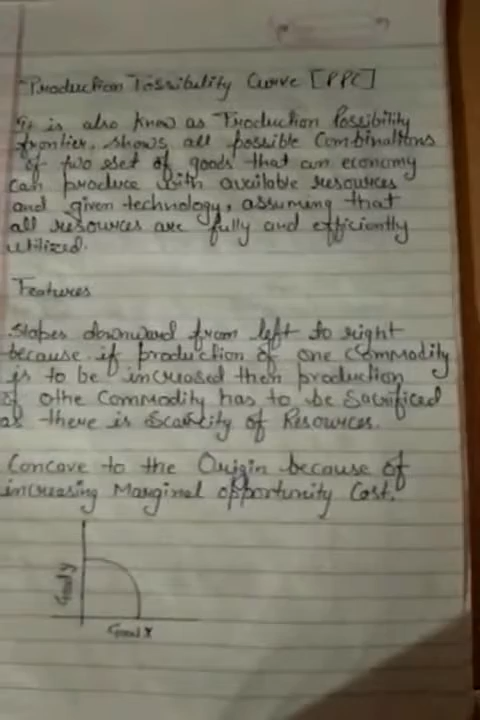 Production Possibility Curve [PPC]
It is also know as Production Possibility
frontier, shows all possible Combinations
of two set of goods that an economy
can produce with available resources
and given technology, assuming that
all resources are fully and efficiently
utilized.
Features
Slopes downward from left to right
because if production of one Commodity
is to be increased then production
of othe Commodity has to be Sacrificed
as there is Scarcity of Resources.
Concave to the Origin because of
increasing Marginal opportunity Cost.
Good y
Good x